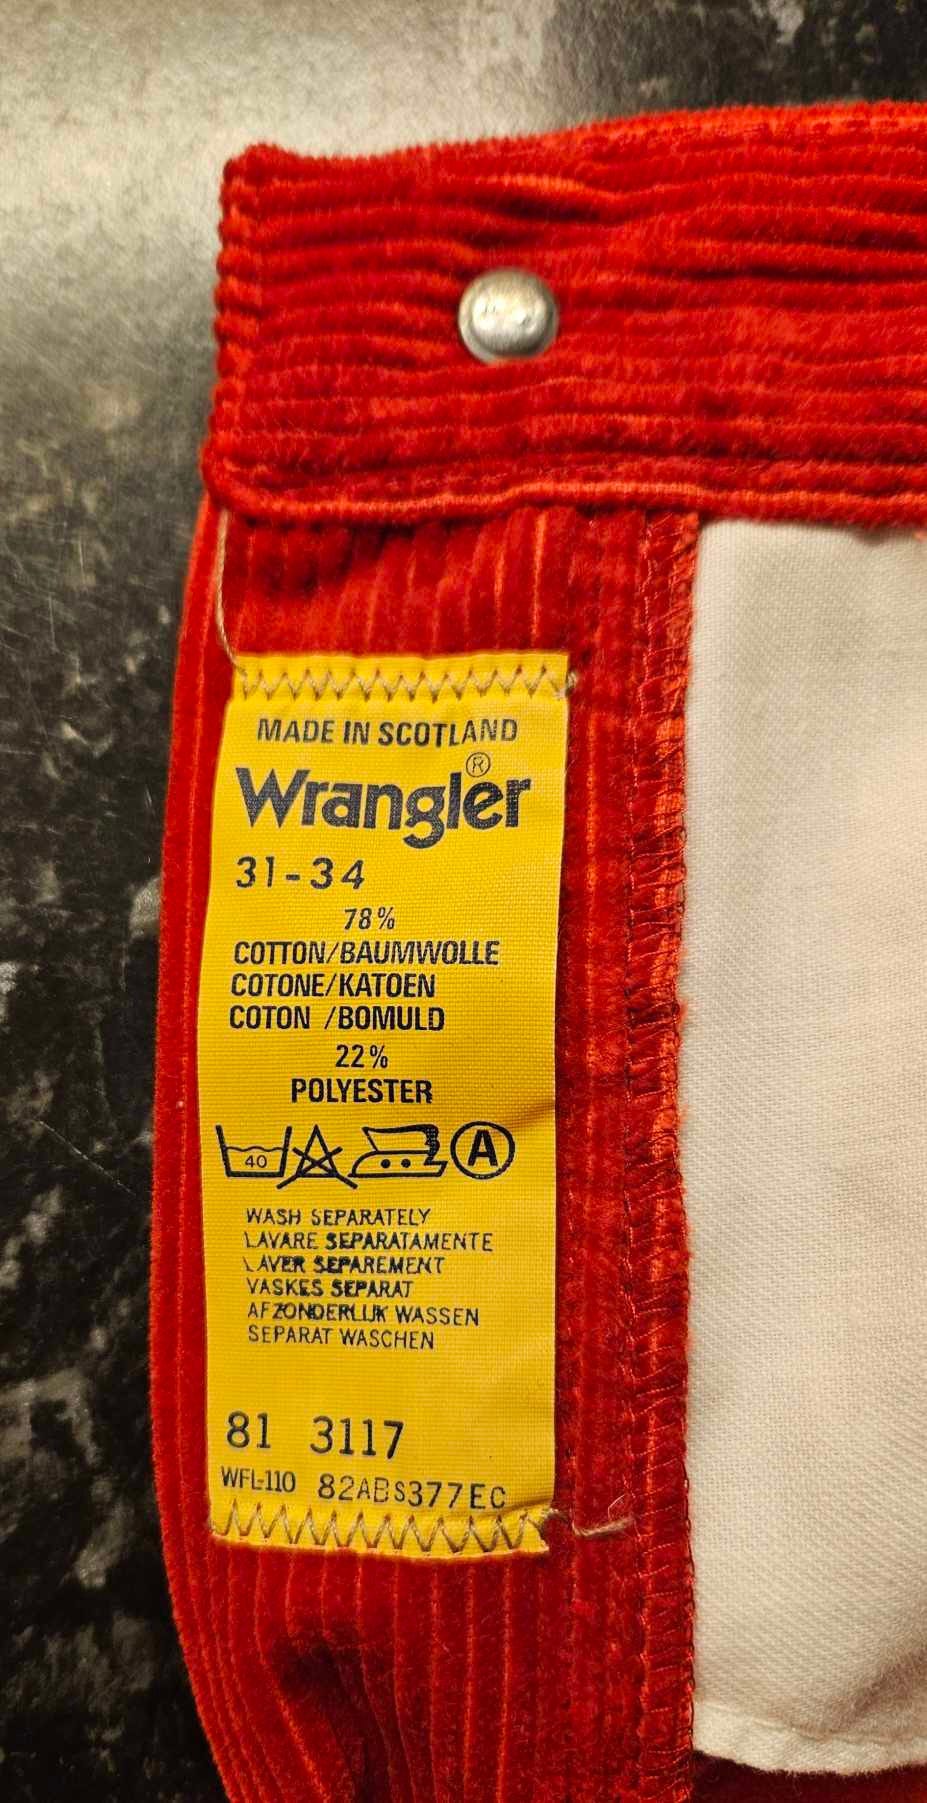 MADE IN SCOTLAND
Wrangler®
31-34
78%
COTTON/BAUMWOLLE
COTONE/KATOEN
COTON /BOMULD
22%
POLYESTER
40 A
WASH SEPARATELY
LAVARE SEPARATAMENTE
LAVER SEPAREMENT
VASKES SEPARAT
AFZONDERLIJK WASSEN
SEPARAT WASCHEN
81 3117
WFL-110 82ABS377EC